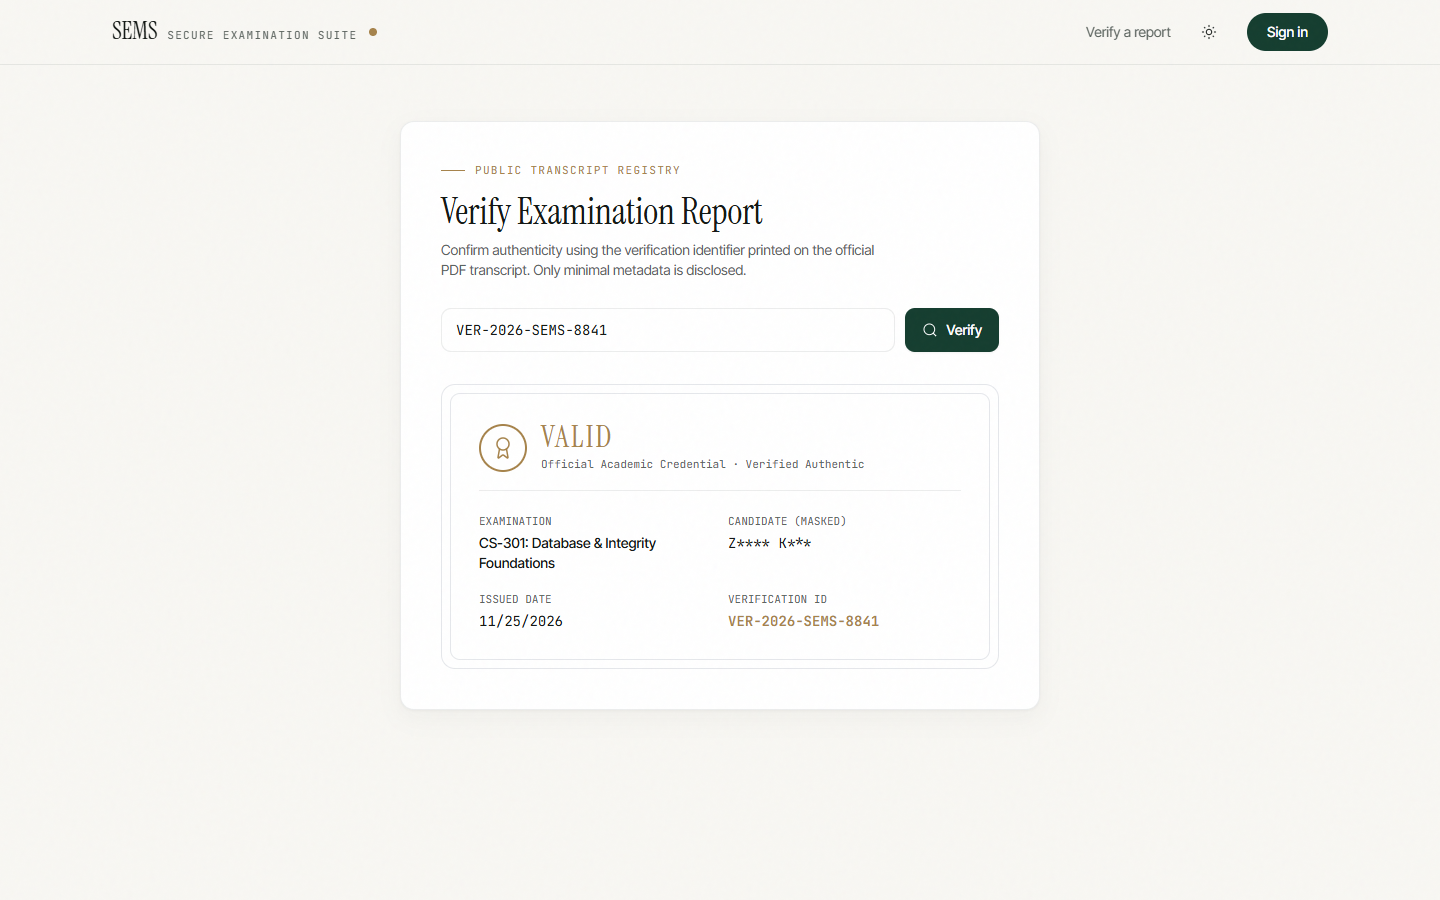 SEMS SECURE EXAMINATION SUITE
Verify a report
Sign in
PUBLIC TRANSCRIPT REGISTRY
Verify Examination Report
Confirm authenticity using the verification identifier printed on the official
PDF transcript. Only minimal metadata is disclosed.
VER-2026-SEMS-8841
Verify
VALID
Official Academic Credential · Verified Authentic
EXAMINATION
CS-301: Database & Integrity
Foundations
CANDIDATE (MASKED)
Z**** K***
ISSUED DATE
11/25/2026
VERIFICATION ID
VER-2026-SEMS-8841